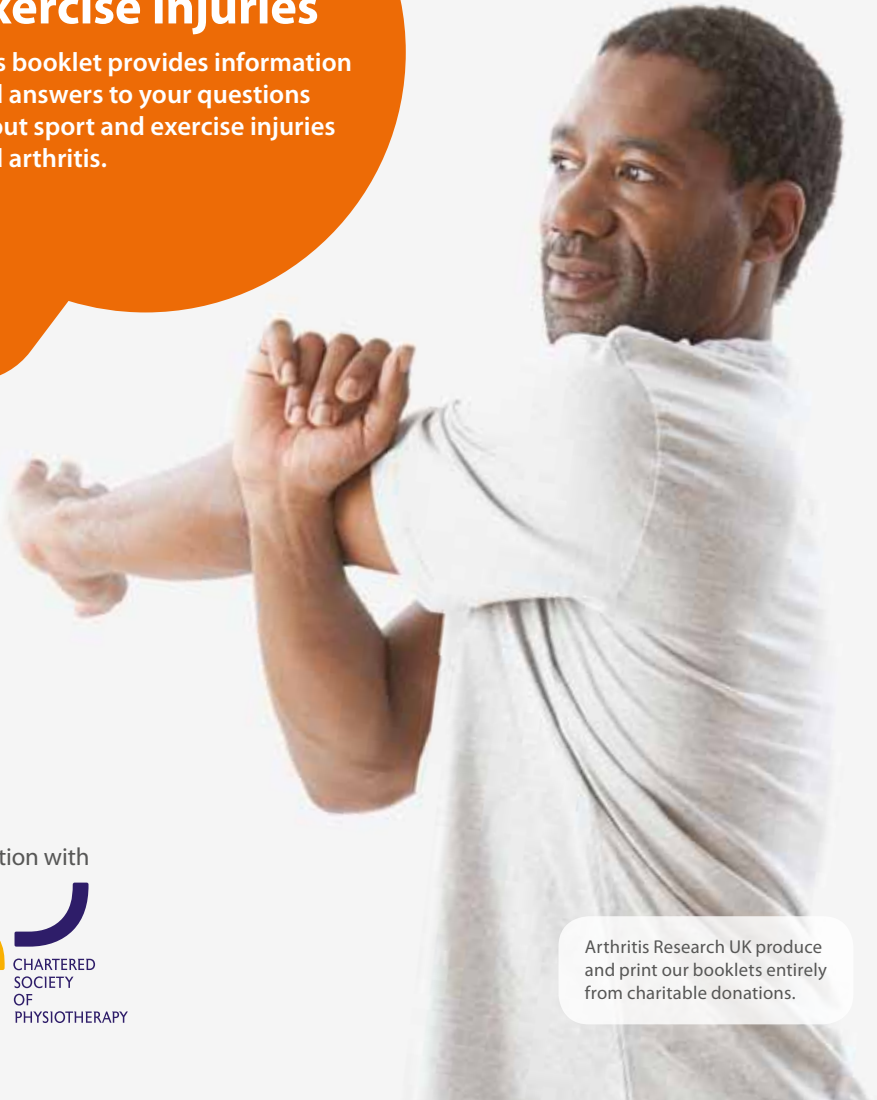 xercise injuries
s booklet provides information
answers to your questions
out sport and exercise injuries
arthritis.
tion with
CHARTERED
SOCIETY
OF
PHYSIOTHERAPY
Arthritis Research UK produce
and print our booklets entirely
from charitable donations.